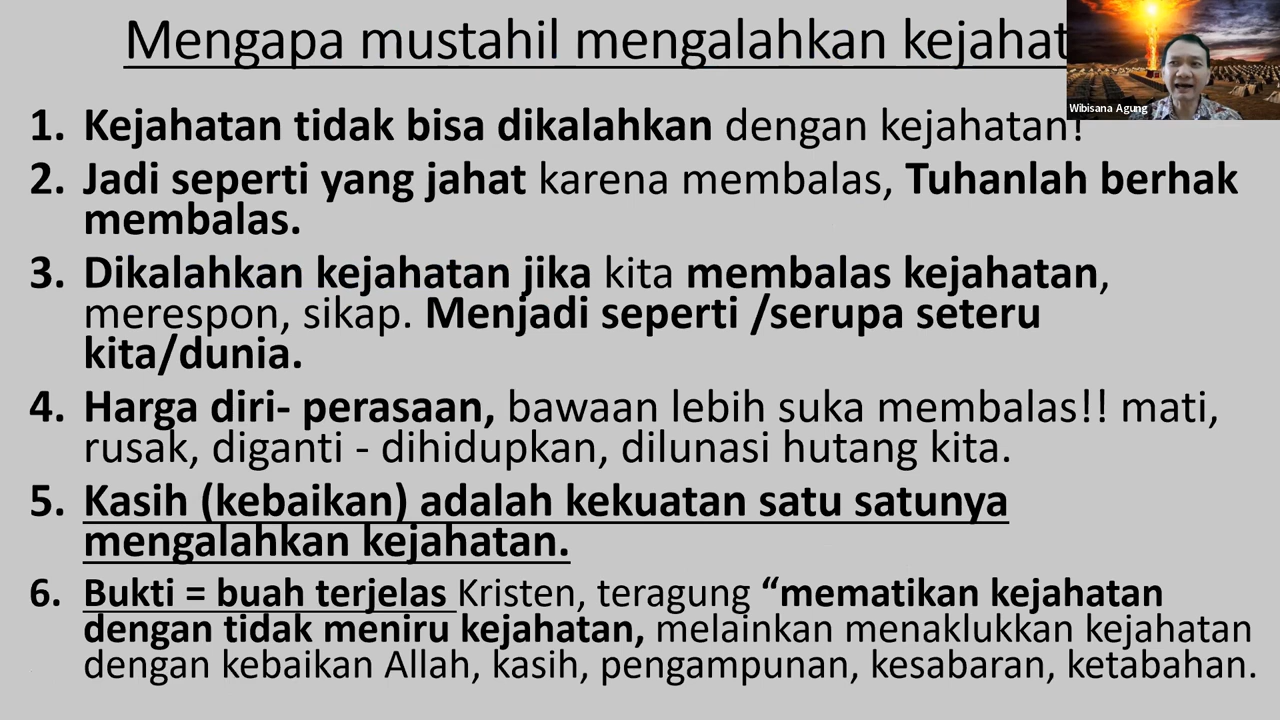 Mengapa mustahil mengalahkan kejahat
Wibisana Agung
1. Kejahatan tidak bisa dikalahkan dengan kejahatan!
2. Jadi seperti yang jahat karena membalas, Tuhanlah berhak
membalas.
3. Dikalahkan kejahatan jika kita membalas kejahatan,
merespon, sikap. Menjadi seperti /serupa seteru
kita/dunia.
4. Harga diri- perasaan, bawaan lebih suka membalas!! mati,
rusak, diganti - dihidupkan, dilunasi hutang kita.
5. Kasih (kebaikan) adalah kekuatan satu satunya
mengalahkan kejahatan.
6. Bukti = buah terjelas Kristen, teragung “mematikan kejahatan
dengan tidak meniru kejahatan, melainkan menaklukkan kejahatan
dengan kebaikan Allah, kasih, pengampunan, kesabaran, ketabahan.